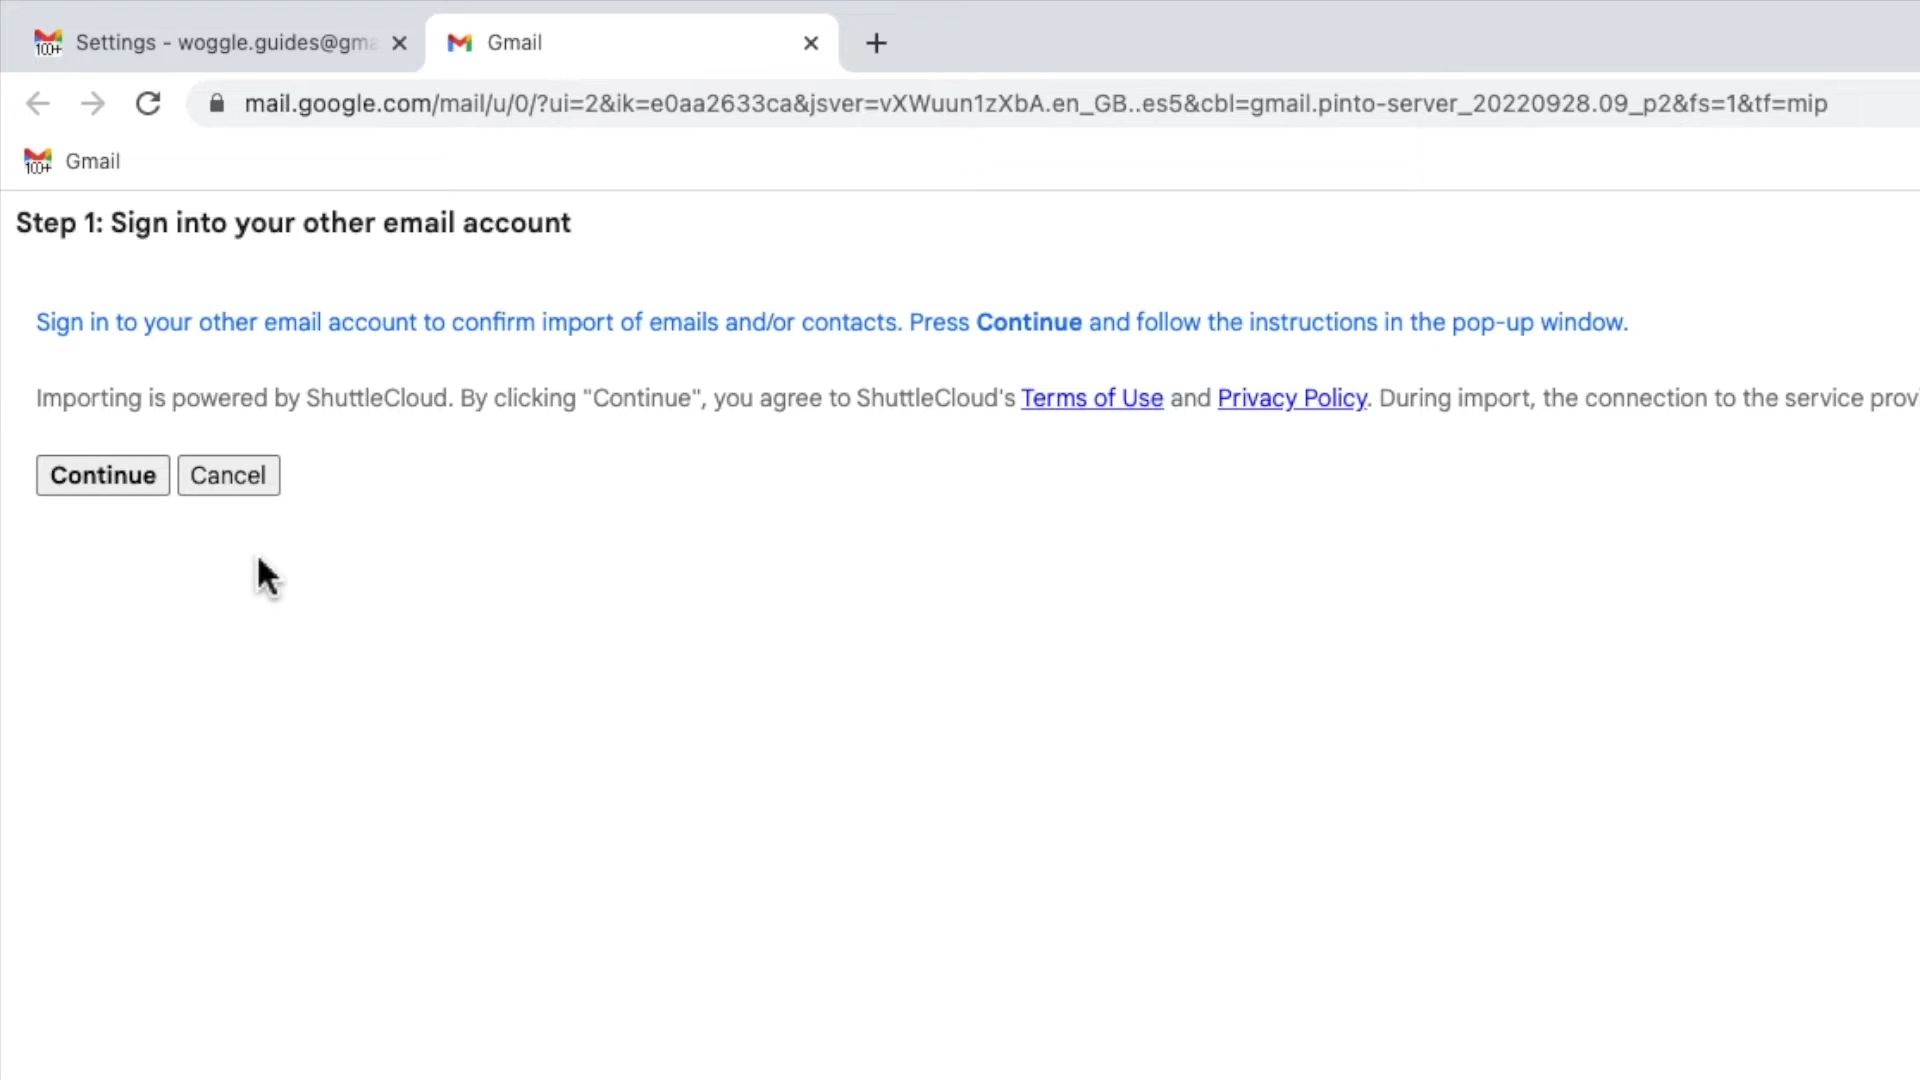 Settings - woggle.guides@gma
Gmail
mail.google.com/mail/u/0/?ui=2&ik=e0aa2633ca&jsver=vXWuun1zXbA.en_GB..es5&cbl=gmail.pinto-server_20220928.09_p2&fs=1&tf=mip
100+ Gmail
Step 1: Sign into your other email account
Sign in to your other email account to confirm import of emails and/or contacts. Press Continue and follow the instructions in the pop-up window.
Importing is powered by ShuttleCloud. By clicking "Continue", you agree to ShuttleCloud's Terms of Use and Privacy Policy. During import, the connection to the service prov
Continue Cancel